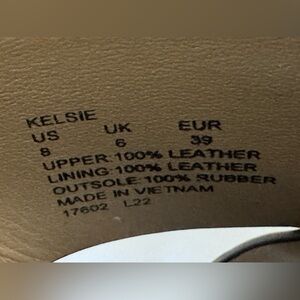 KELSIE
US UK EUR
8 6 39
UPPER:100% LEATHER
LINING:100% LEATHER
OUTSOLE:100% RUBBER
MADE IN VIETNAM
17602 L22